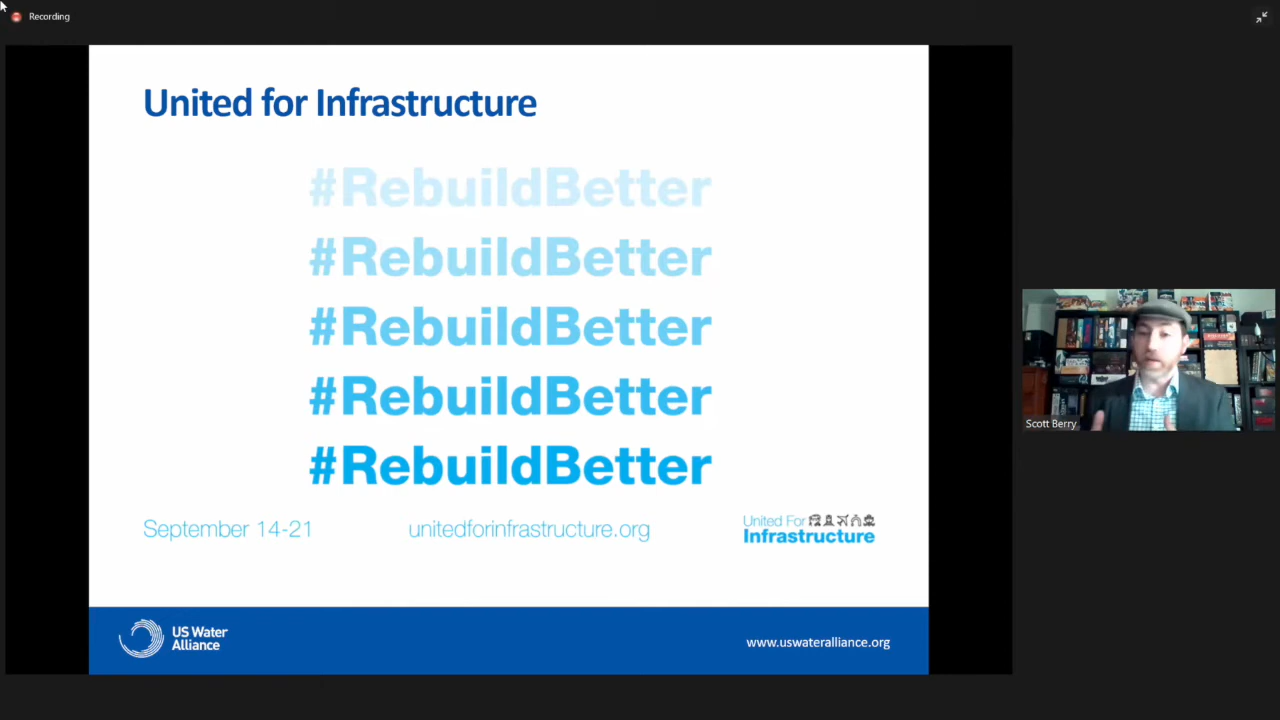 Recording
United for Infrastructure
#RebuildBetter
#RebuildBetter
#RebuildBetter
#RebuildBetter
#RebuildBetter
September 14-21
unitedforinfrastructure.org
United For
Infrastructure
US Water
Alliance
www.uswateralliance.org
Scott Berry